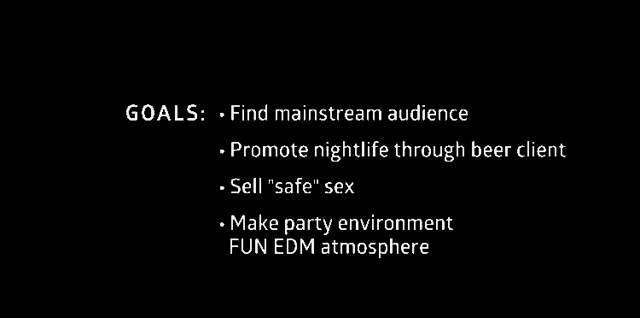 GOALS: • Find mainstream audience
• Promote nightlife through beer client
• Sell "safe" sex
• Make party environment
FUN EDM atmosphere